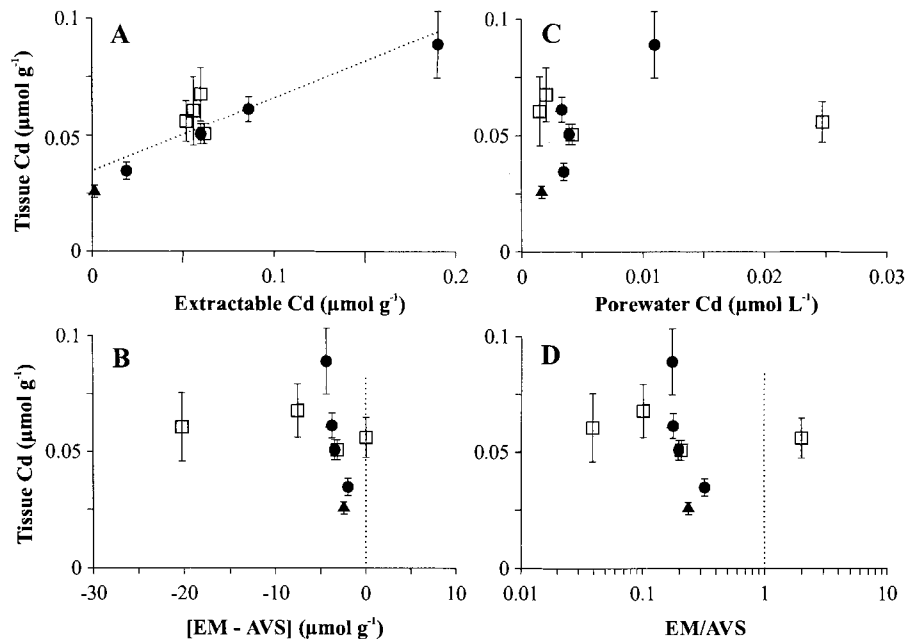 A
Tissue Cd (µmol g⁻¹)
0.1
0.05
0
0
0.1
0.2
Extractable Cd (µmol g⁻¹)
C
0.1
0.05
0
0
0.01
0.02
0.03
Porewater Cd (µmol L⁻¹)
B
Tissue Cd (µmol g⁻¹)
0.1
0.05
0
-30
-20
-10
0
10
[EM - AVS] (µmol g⁻¹)
D
0.1
0.05
0
0.01
0.1
1
10
EM/AVS